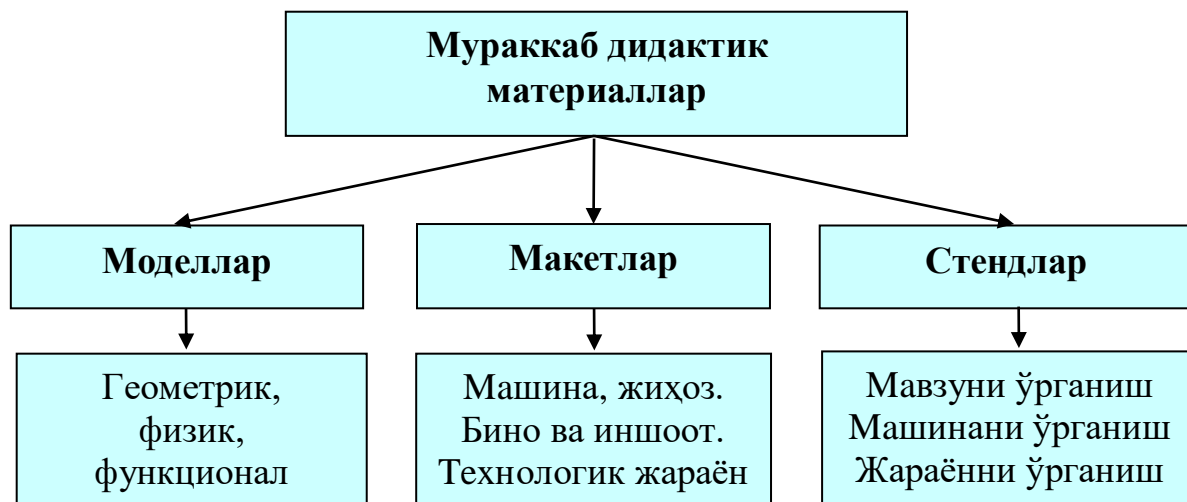 Мураккаб дидактик
материаллар
Моделлар
Макетлар
Стендлар
Геометрик,
физик,
функционал
Машина, жиҳоз.
Бино ва иншоот.
Технологик жараён
Мавзуни ўрганиш
Машинани ўрганиш
Жараённи ўрганиш